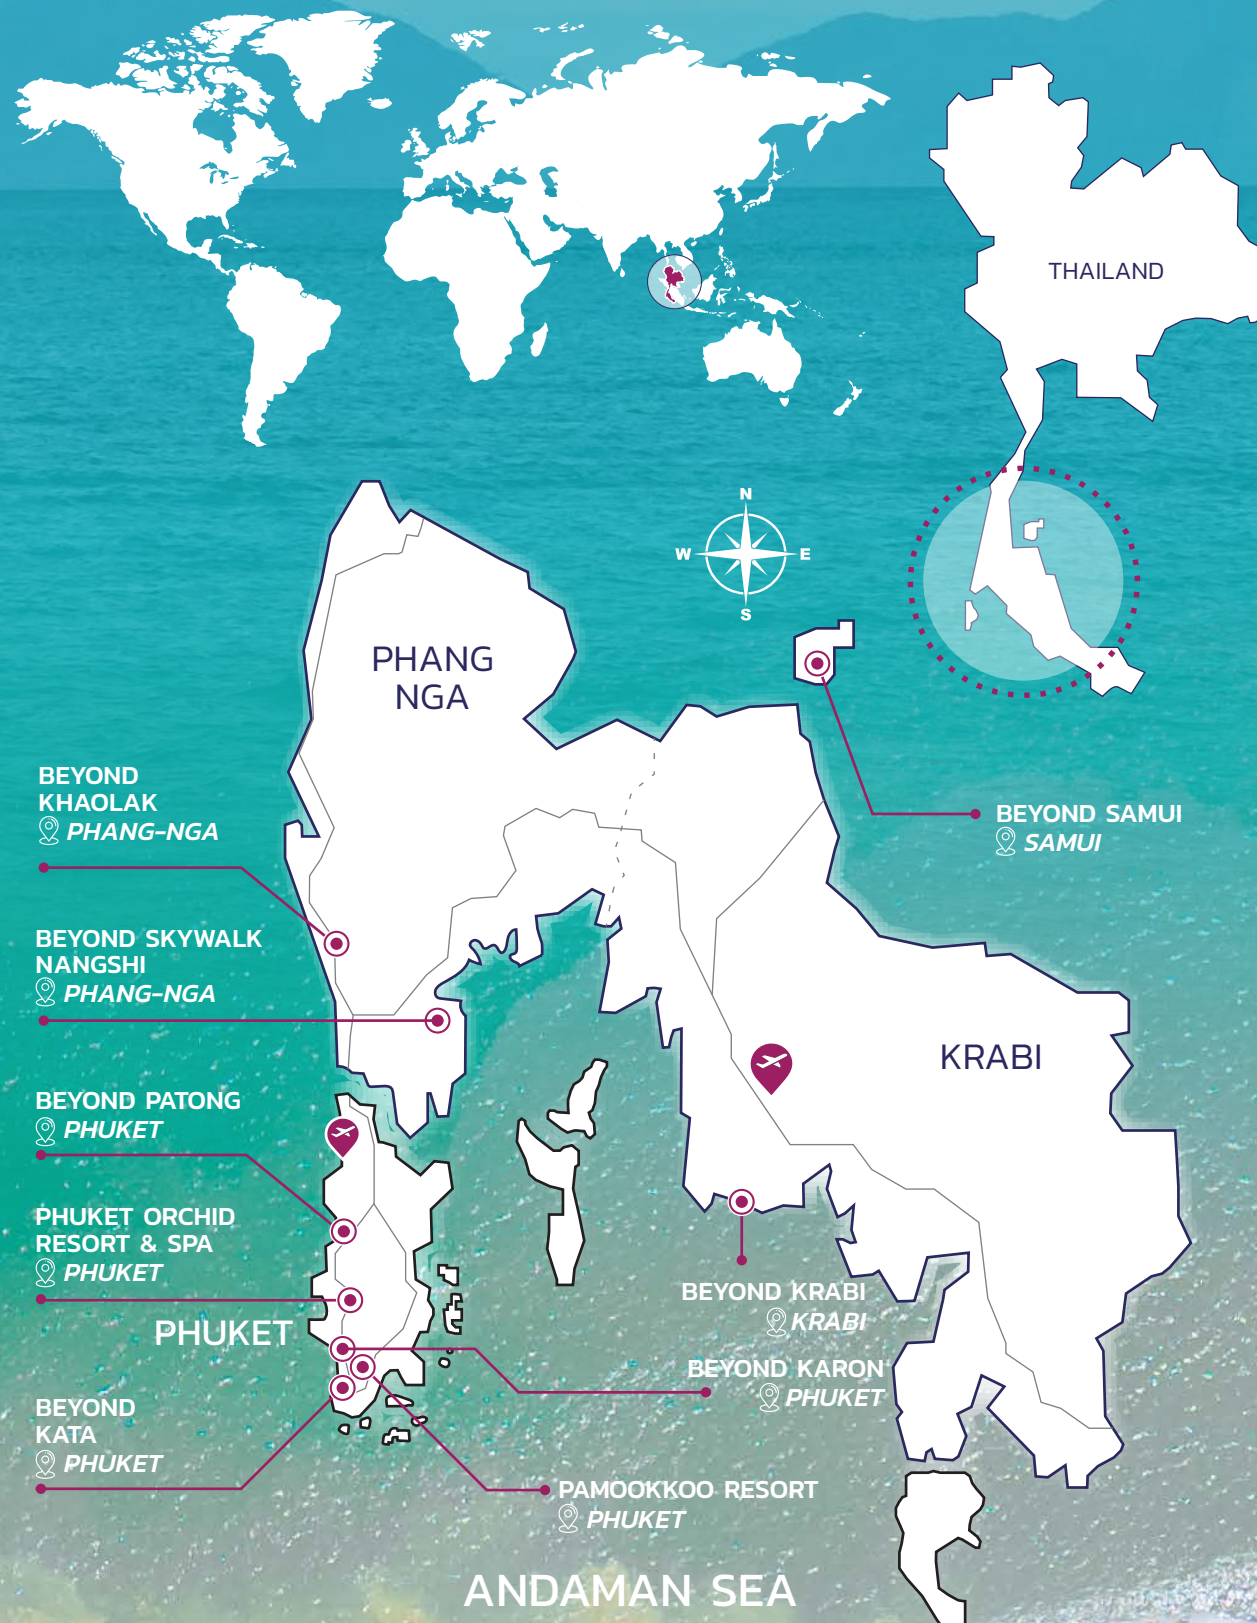 THAILAND
N
W
E
S
PHANG
NGA
BEYOND
KHAOLAK
PHANG-NGA
BEYOND SAMUI
SAMUI
BEYOND SKYWALK
NANGSHI
PHANG-NGA
KRABI
BEYOND PATONG
PHUKET
PHUKET ORCHID
RESORT & SPA
PHUKET
PHUKET
BEYOND KRABI
KRABI
BEYOND KARON
PHUKET
BEYOND
KATA
PHUKET
PAMOOKKOO RESORT
PHUKET
ANDAMAN SEA